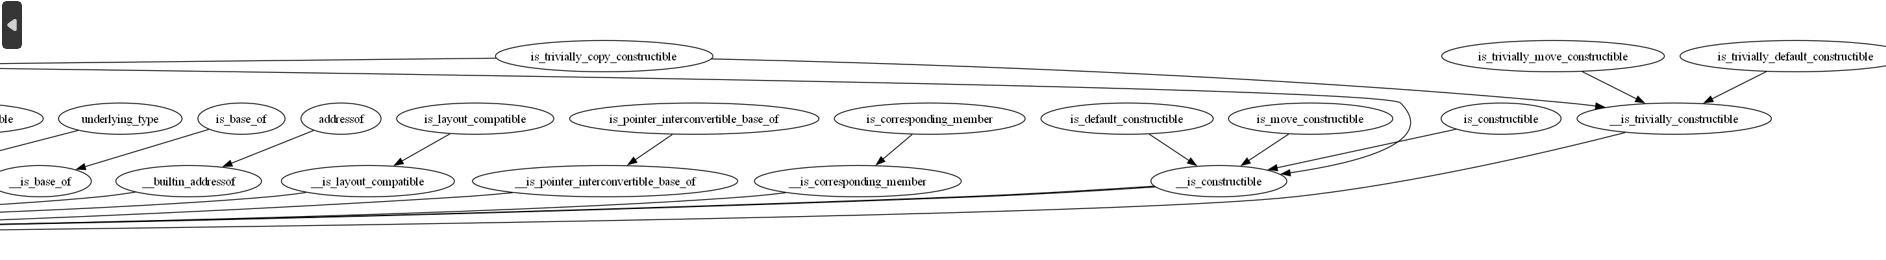 is_trivially_copy_constructible
is_trivially_move_constructible
is_trivially_default_constructible
ble
underlying_type
is_base_of
addressof
is_layout_compatible
is_pointer_interconvertible_base_of
is_corresponding_member
is_default_constructible
is_move_constructible
is_constructible
__is_trivially_constructible
__is_base_of
__builtin_addressof
__is_layout_compatible
__is_pointer_interconvertible_base_of
__is_corresponding_member
__is_constructible